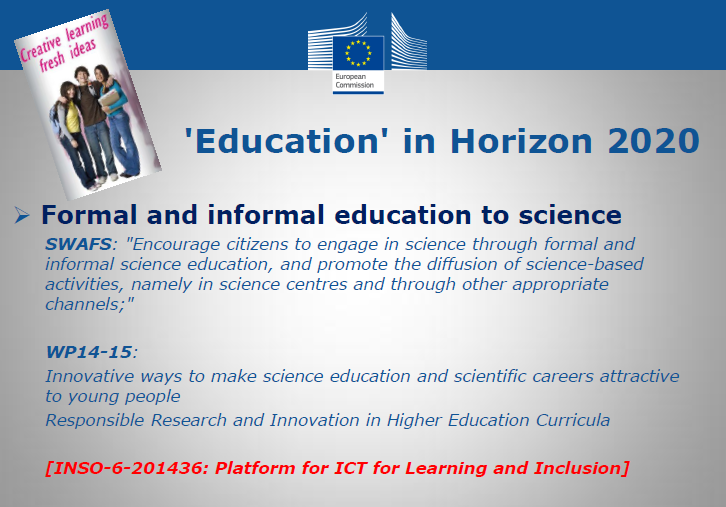 Creative learning
fresh ideas
European
Commission
'Education' in Horizon 2020
Formal and informal education to science
SWAFS: "Encourage citizens to engage in science through formal and
informal science education, and promote the diffusion of science-based
activities, namely in science centres and through other appropriate
channels;"
WP14-15:
Innovative ways to make science education and scientific careers attractive
to young people
Responsible Research and Innovation in Higher Education Curricula
[INSO-6-201436: Platform for ICT for Learning and Inclusion]